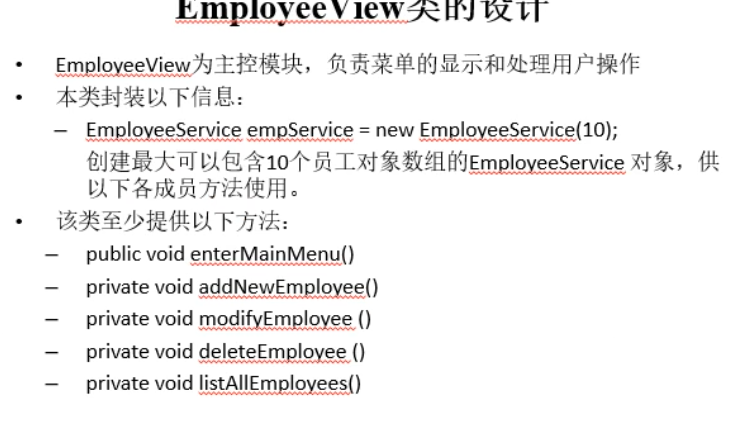 EmployeeView类的设计
• EmployeeView为主控模块，负责菜单的显示和处理用户操作
• 本类封装以下信息：
– EmployeeService empService = new EmployeeService(10);
创建最大可以包含10个员工对象数组的EmployeeService 对象，供
以下各成员方法使用。
• 该类至少提供以下方法：
– public void enterMainMenu()
– private void addNewEmployee()
– private void modifyEmployee ()
– private void deleteEmployee ()
– private void listAllEmployees()